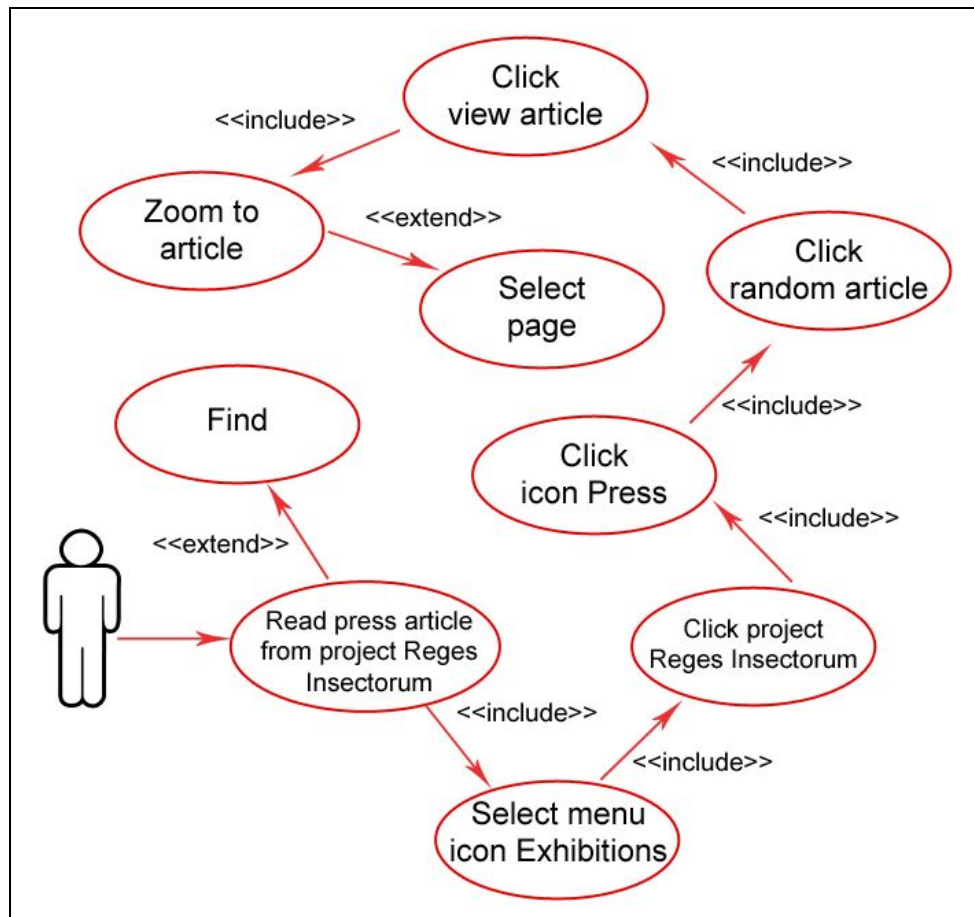 Click
view article
<<include>>
<<include>>
Zoom to
article
<<extend>>
Click
random article
Select
page
<<include>>
Find
Click
icon Press
<<include>>
<<extend>>
Read press article
from project Reges
Insectorum
Click project
Reges Insectorum
<<include>>
<<include>>
Select menu
icon Exhibitions